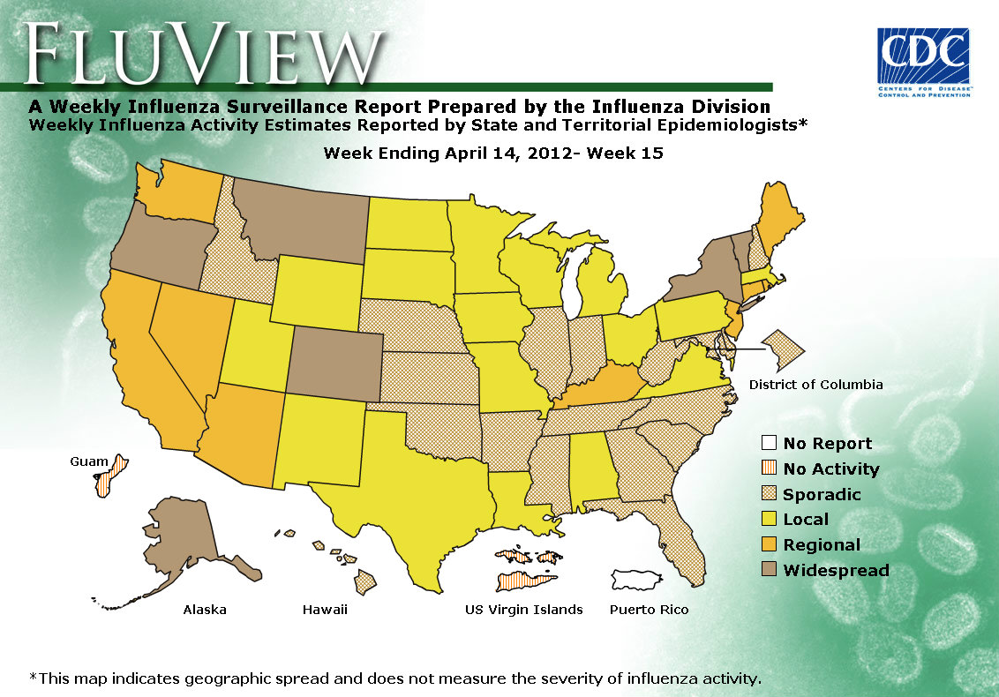 FLUVIEW
CDC
CENTERS FOR DISEASE™
CONTROL AND PREVENTION
A Weekly Influenza Surveillance Report Prepared by the Influenza Division
Weekly Influenza Activity Estimates Reported by State and Territorial Epidemiologists*
Week Ending April 14, 2012- Week 15
District of Columbia
Guam
No Report
No Activity
Sporadic
Local
Regional
Widespread
Alaska
Hawaii
US Virgin Islands
Puerto Rico
*This map indicates geographic spread and does not measure the severity of influenza activity.